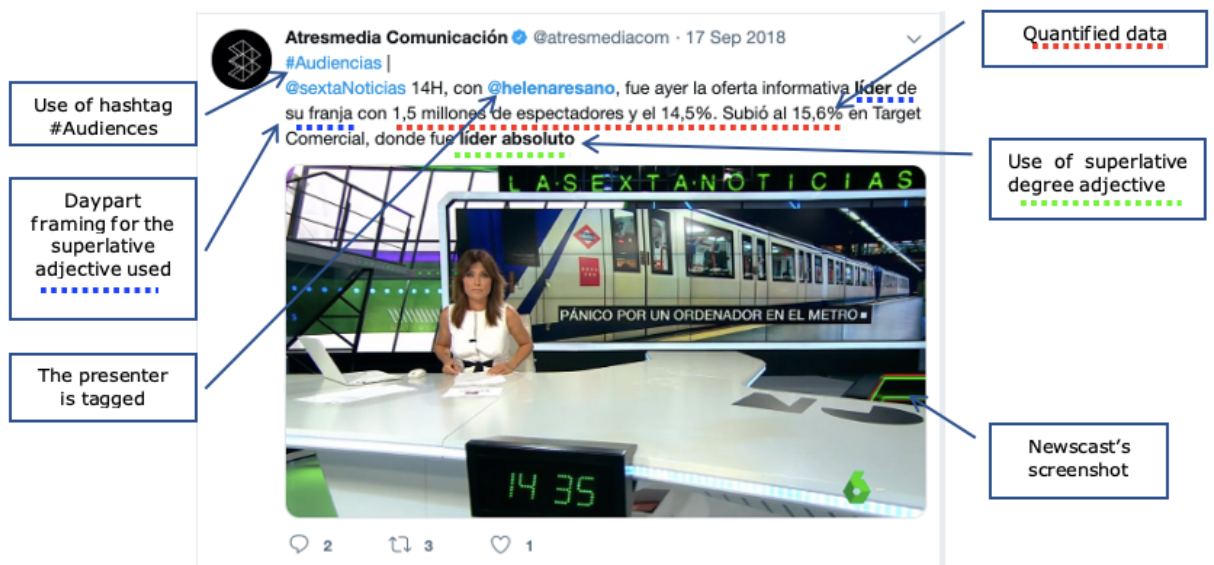 Atresmedia Comunicación @atresmediacom · 17 Sep 2018
#Audiencias |
@sextaNoticias 14H, con @helenaresano, fue ayer la oferta informativa líder de
su franja con 1,5 millones de espectadores y el 14,5%. Subió al 15,6% en Target
Comercial, donde fue líder absoluto
Use of hashtag
#Audiences
Daypart
framing for the
superlative
adjective used
The presenter
is tagged
Quantified data
Use of superlative
degree adjective
Newscast's
screenshot
LA·SEXTA·NOTICIAS
PÁNICO POR UN ORDENADOR EN EL METRO
14 35
6
2
3
1